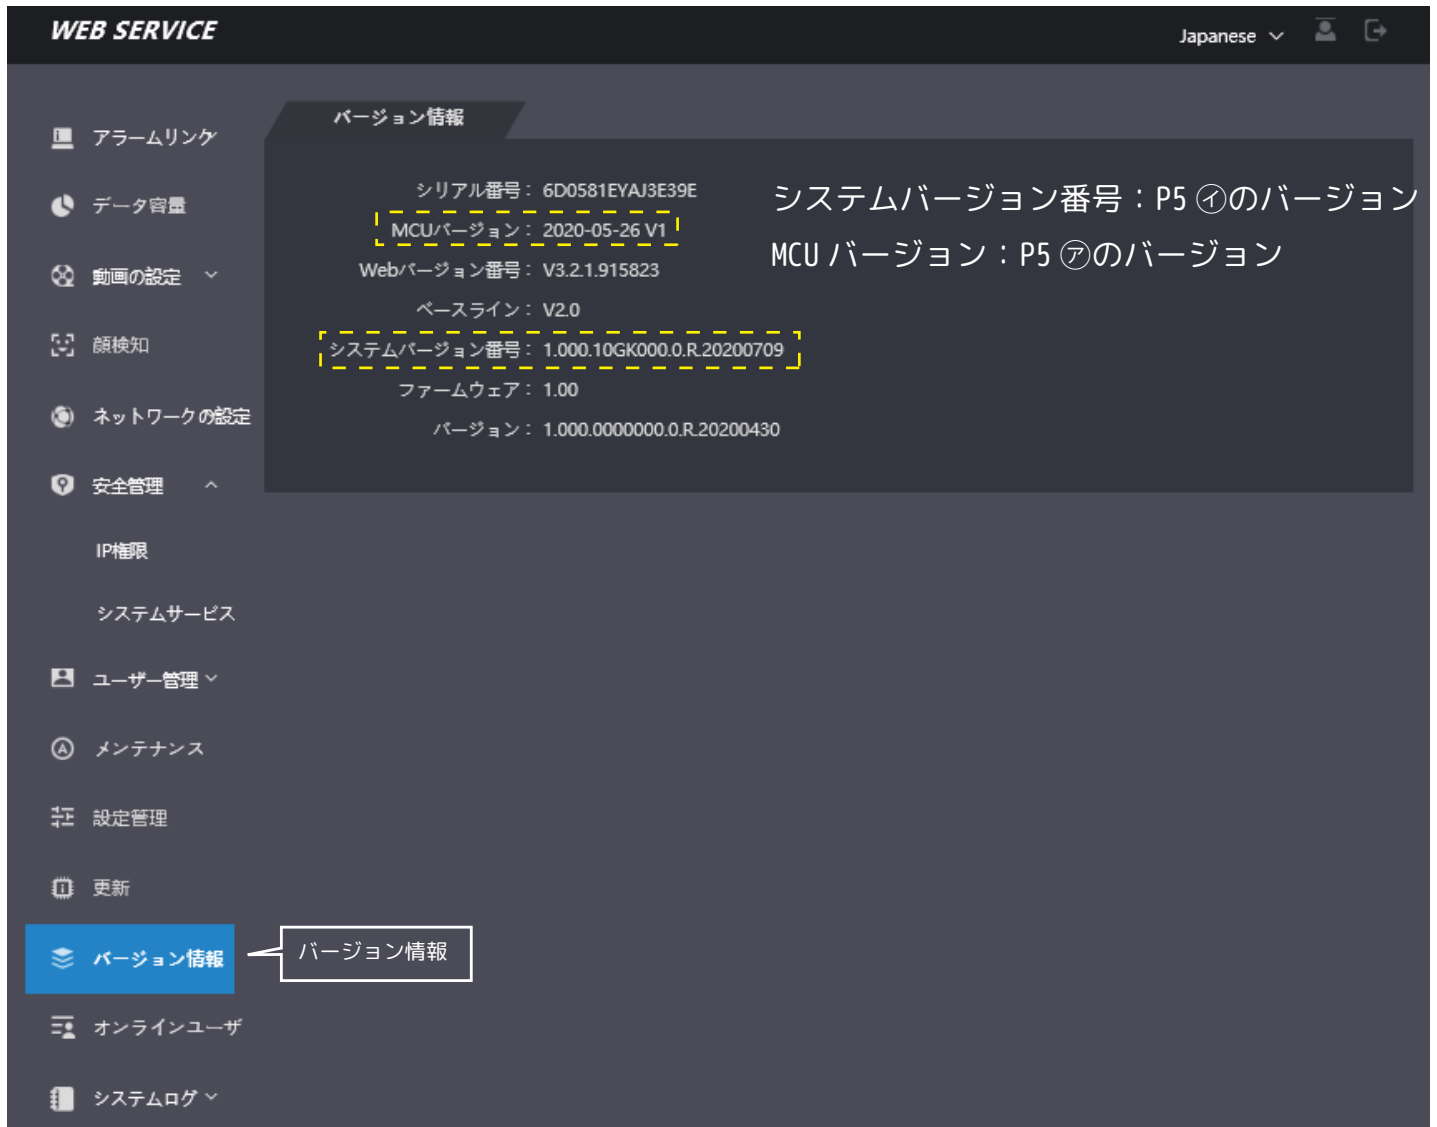 WEB SERVICE
Japanese
アラームリンク
データ容量
動画の設定
顔検知
ネットワークの設定
安全管理
IP権限
システムサービス
ユーザー管理
メンテナンス
設定管理
更新
バージョン情報
オンラインユーザ
システムログ
バージョン情報
シリアル番号： 6D0581EYAJ3E39E
MCUバージョン： 2020-05-26 V1
Webバージョン番号： V3.2.1.915823
ベースライン： V2.0
システムバージョン番号： 1.000.10GK000.0.R.20200709
ファームウェア： 1.00
バージョン： 1.000.0000000.0.R.20200430
システムバージョン番号：P5 ㋑のバージョン
MCU バージョン：P5 ㋐のバージョン
バージョン情報